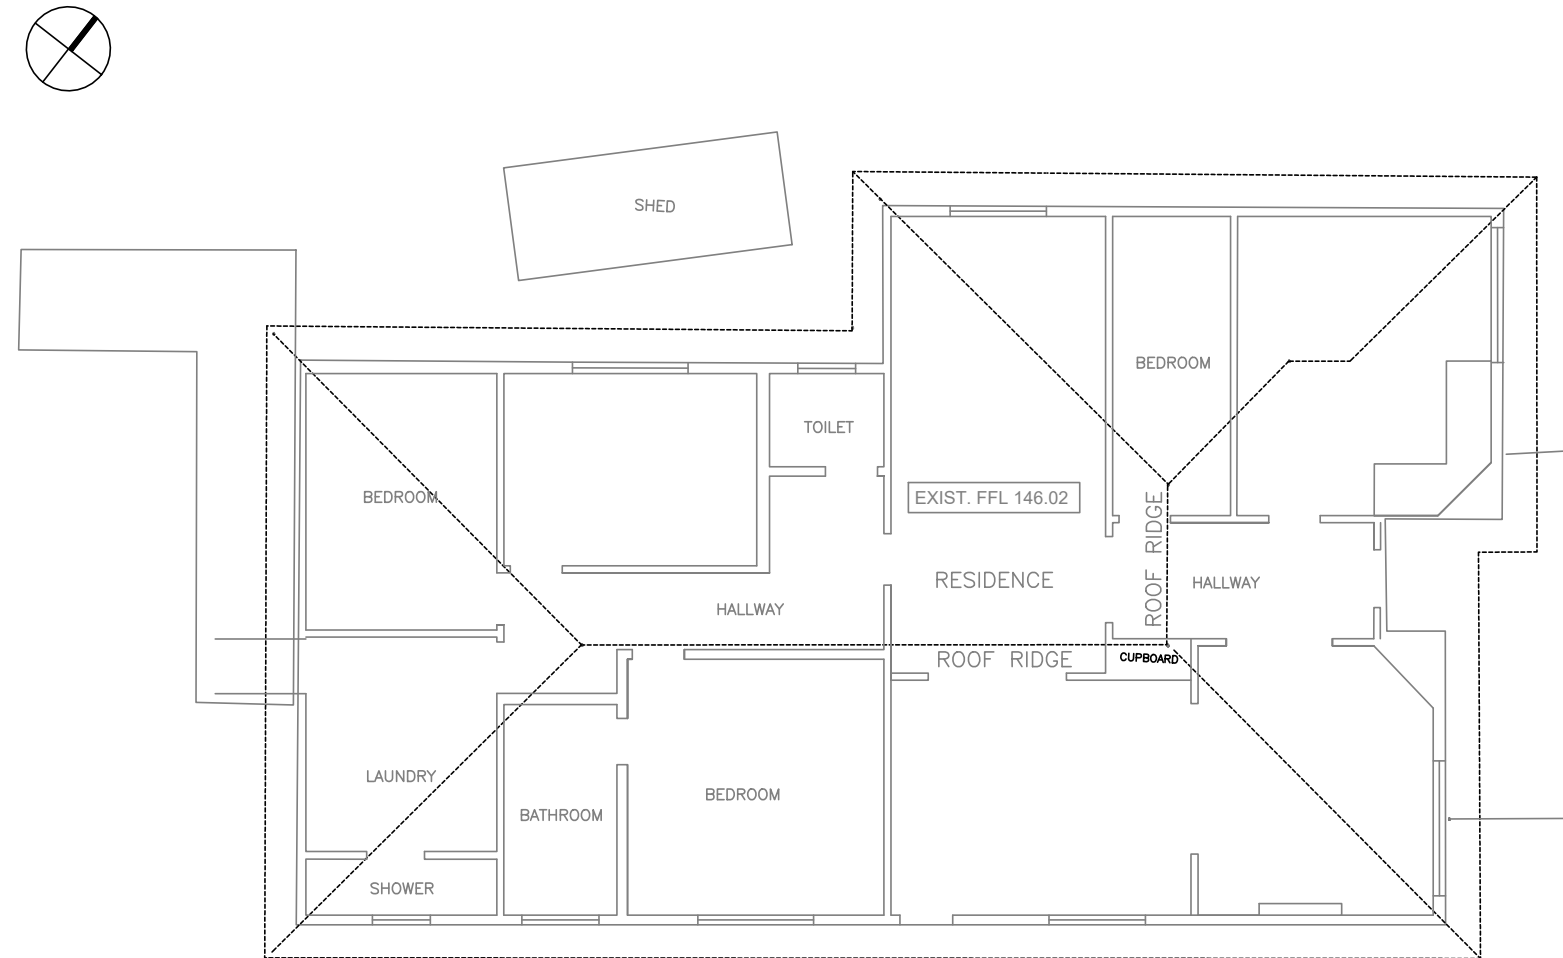 SHED
BEDROOM
TOILET
BEDROOM
EXIST. FFL 146.02
ROOF RIDGE
RESIDENCE
HALLWAY
HALLWAY
ROOF RIDGE
CUPBOARD
LAUNDRY
BEDROOM
BATHROOM
SHOWER